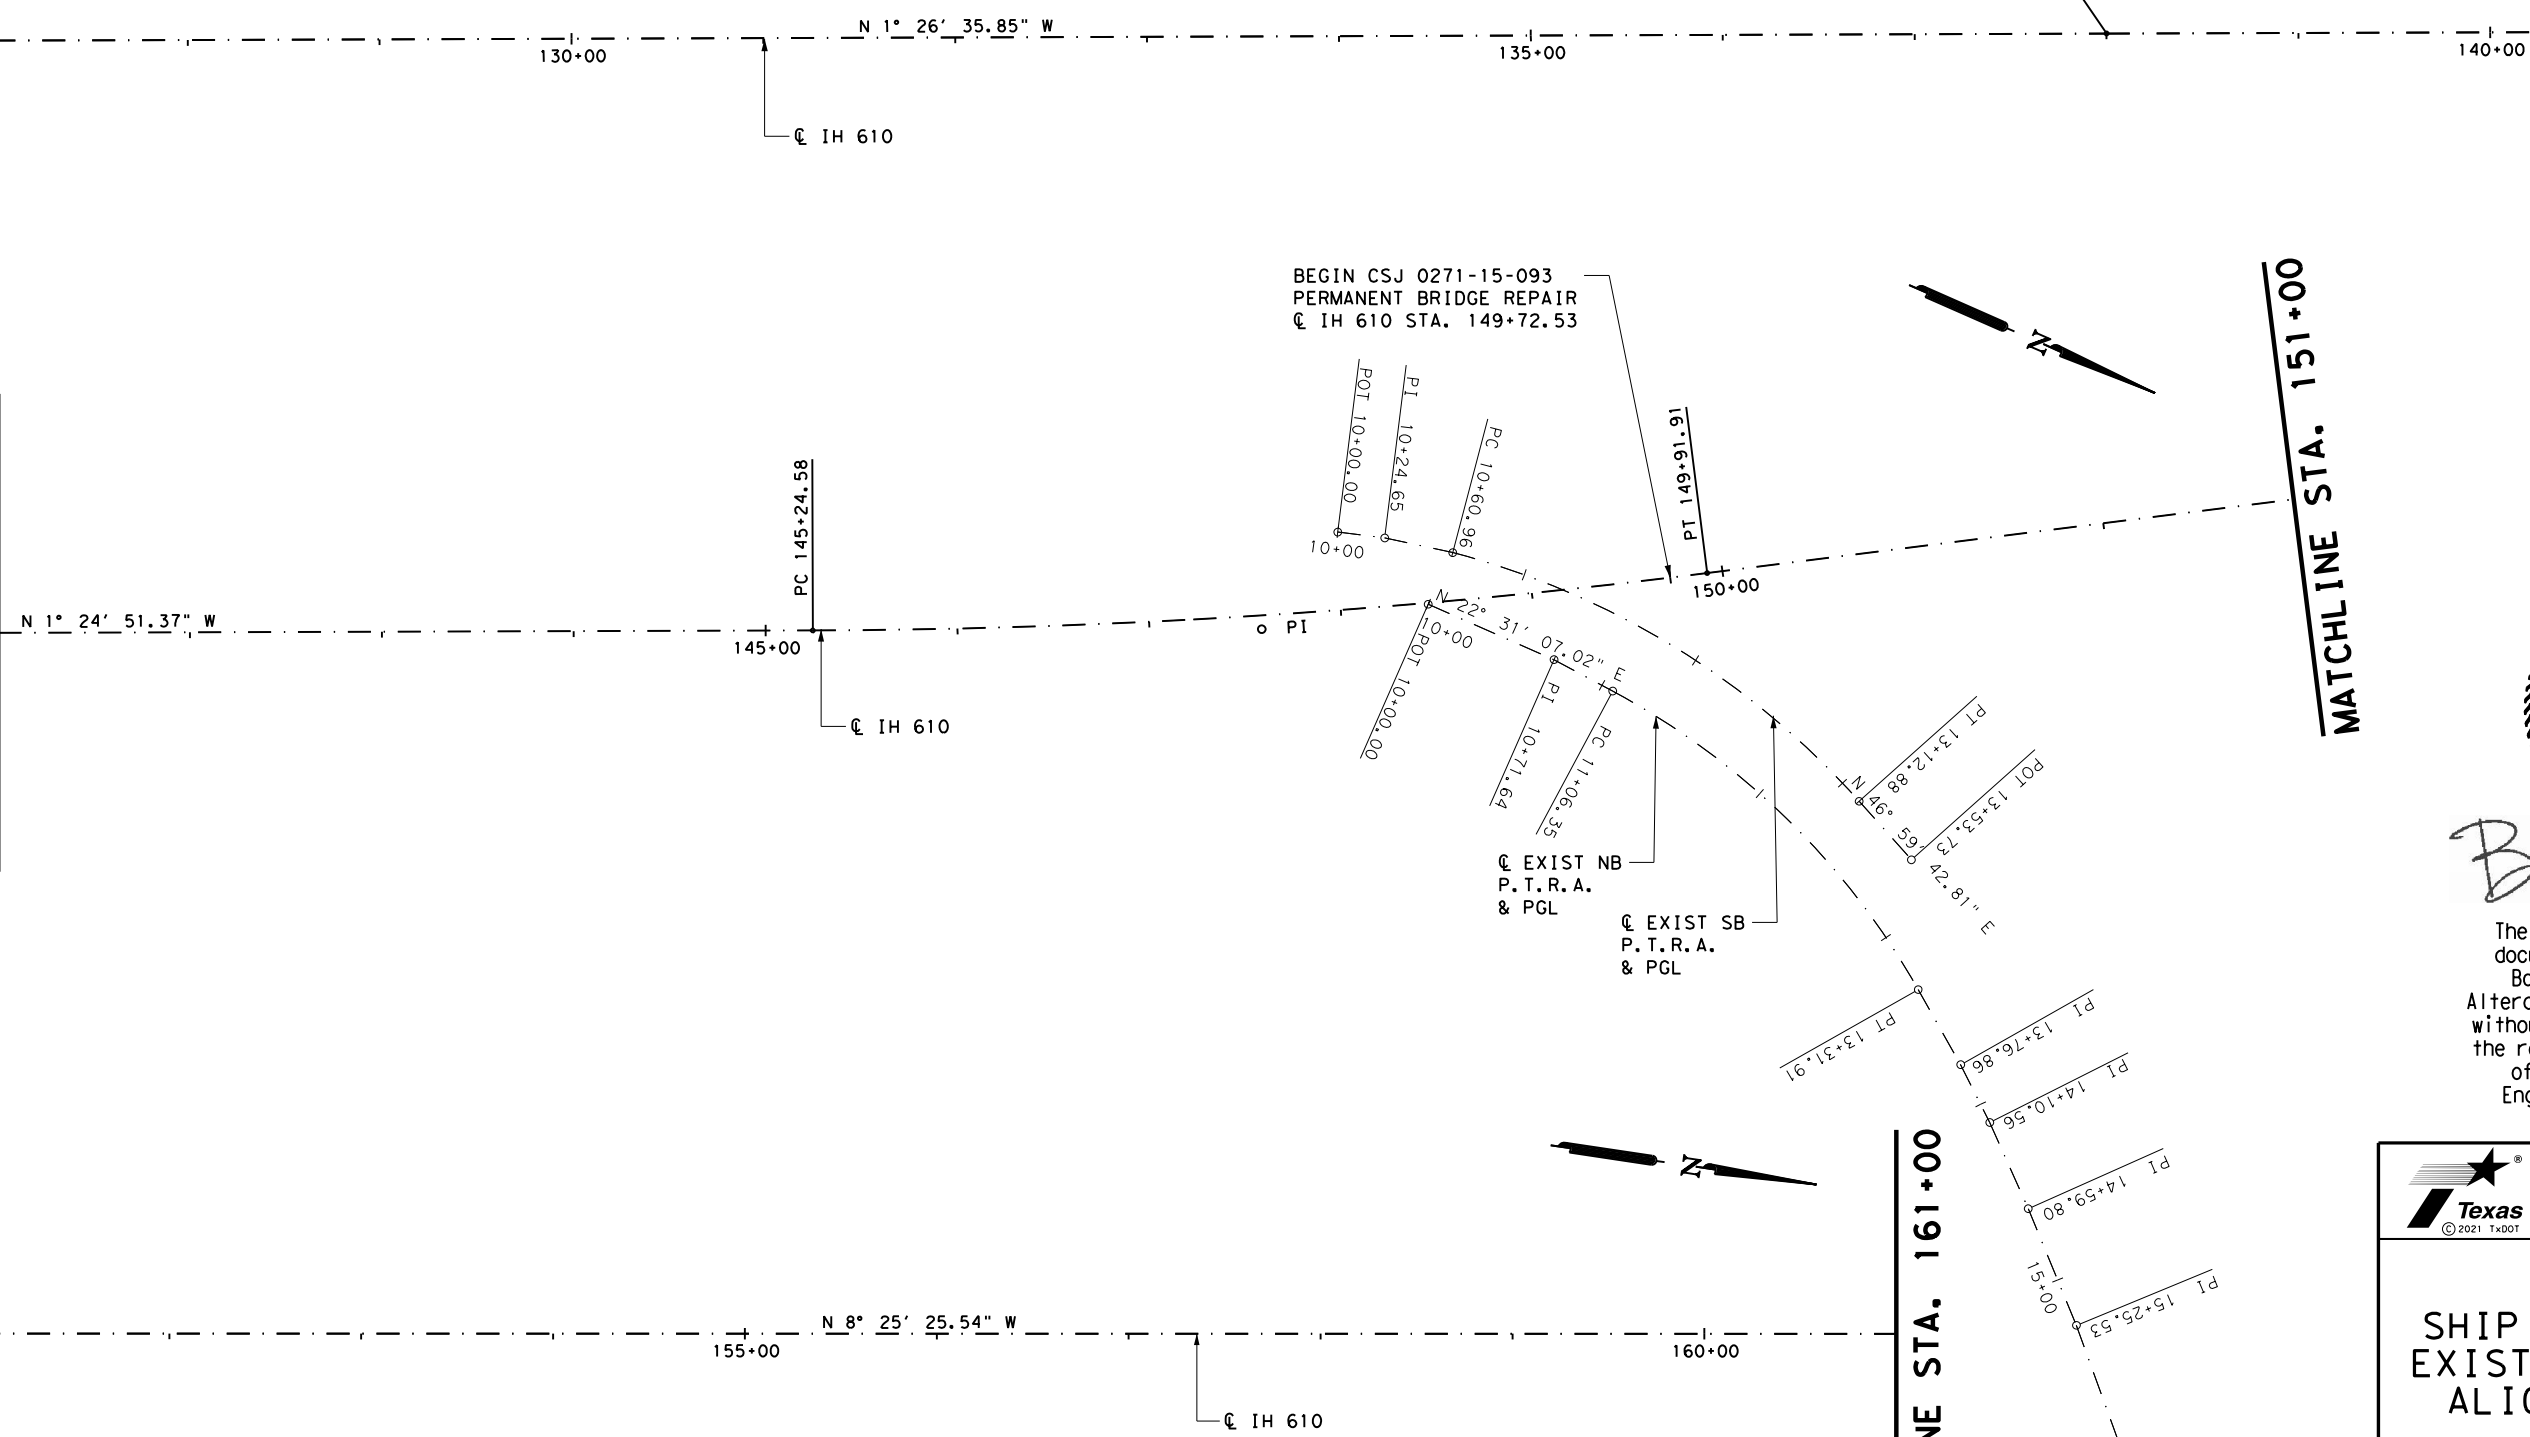 N 1° 26' 35.85" W
130+00
135+00
140+00
℄ IH 610
BEGIN CSJ 0271-15-093
PERMANENT BRIDGE REPAIR
℄ IH 610 STA. 149+72.53
N
MATCHLINE STA. 151+00
POT 10+00.00
PI 10+24.65
PC 10+60.96
PT 149+91.91
PC 145+24.58
10+00
150+00
N 1° 24' 51.37" W
145+00
PI
N 22° 31' 07.02" E
10+00
℄ IH 610
POT 10+00.00
PI 10+71.64
PC 11+06.35
PT 13+12.88
POT 13+53.73
N 46° 59' 42.81" E
℄ EXIST NB
P.T.R.A.
& PGL
℄ EXIST SB
P.T.R.A.
& PGL
PT 13+31.91
PI 13+76.86
PI 14+10.56
PI 14+59.80
15+00
PI 15+25.53
N
NE STA. 161+00
N 8° 25' 25.54" W
155+00
160+00
℄ IH 610
The
of
®
Texas
© 2021 TxDOT
SHIP
EXIST